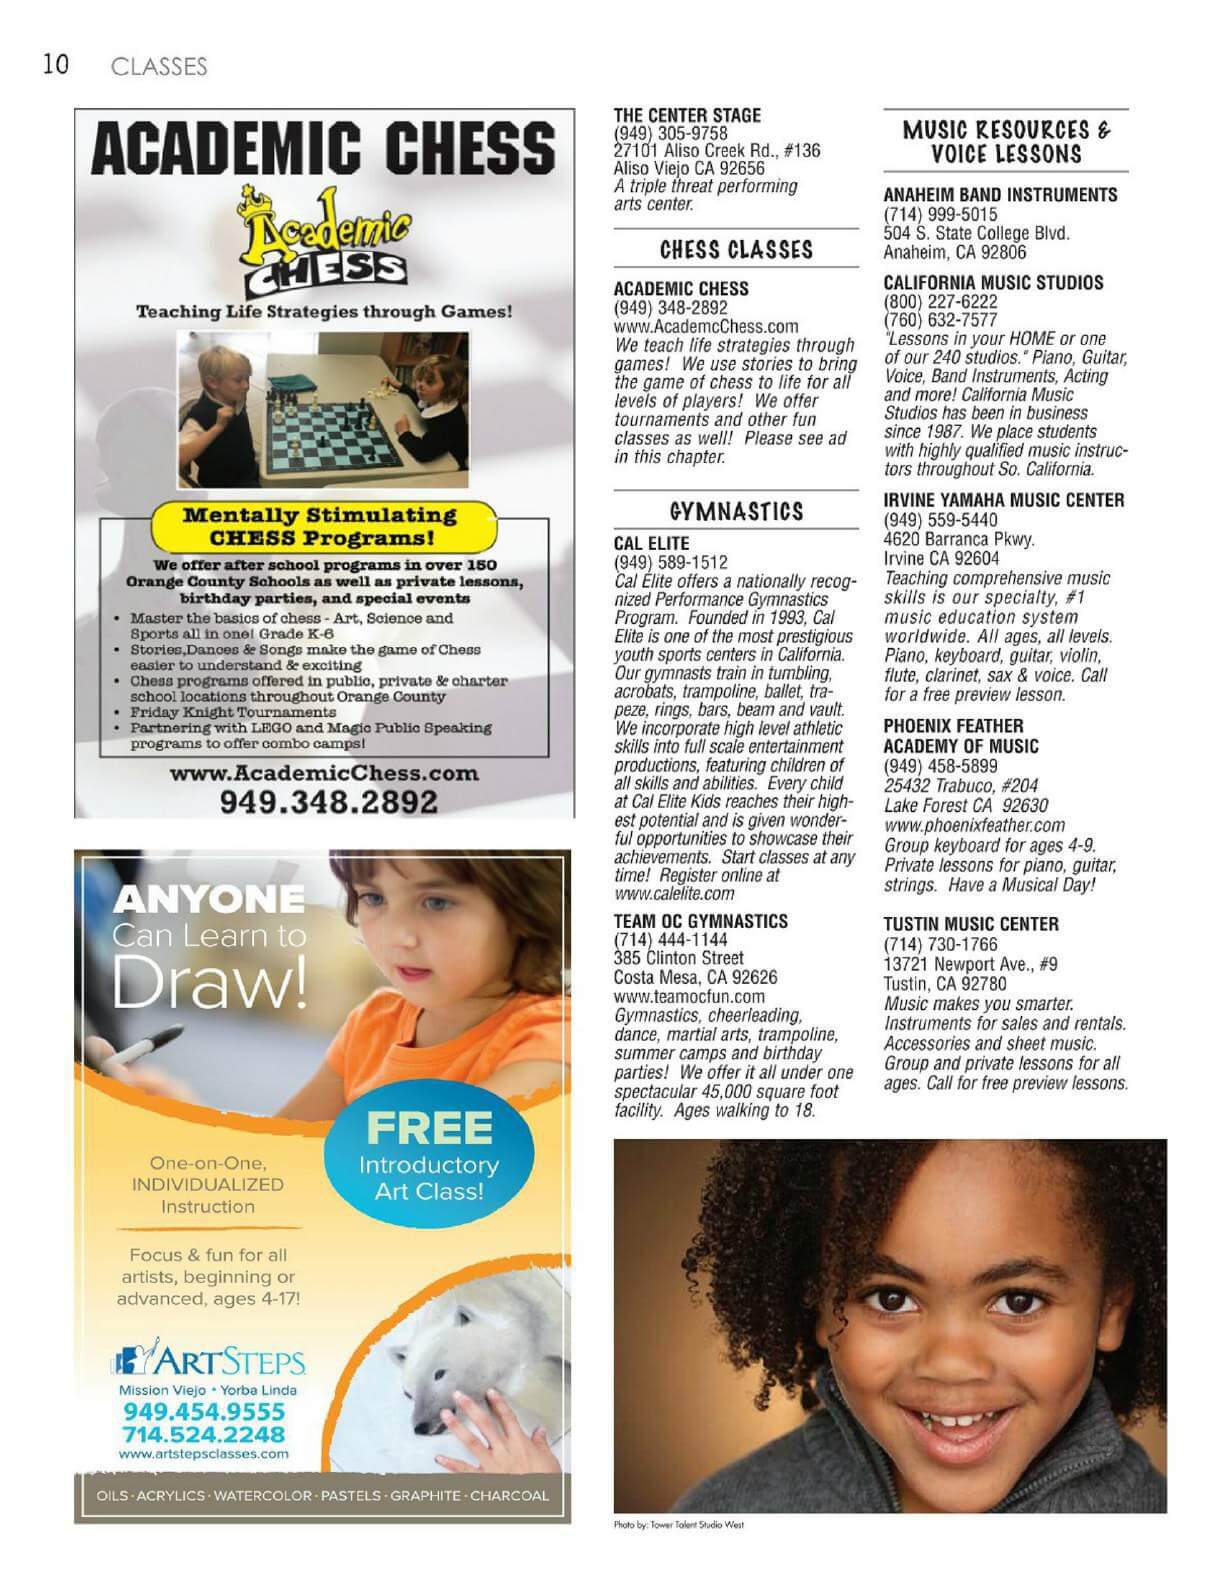 10 CLASSES
ACADEMIC CHESS
Academic
CHESS
Teaching Life Strategies through Games!
Mentally Stimulating
CHESS Programs!
We offer after school programs in over 150
Orange County Schools as well as private lessons,
birthday parties, and special events
• Master the basics of chess - Art, Science and
Sports all in one! Grade K-6
• Stories,Dances & Songs make the game of Chess
easier to understand & exciting
• Chess programs offered in public, private & charter
school locations throughout Orange County
• Friday Knight Tournaments
• Partnering with LEGO and Magic Public Speaking
programs to offer combo camps!
www.AcademicChess.com
949.348.2892
ANYONE
Can Learn to
Draw!
FREE
Introductory
Art Class!
One-on-One,
INDIVIDUALIZED
Instruction
Focus & fun for all
artists, beginning or
advanced, ages 4-17!
ARTSTEPS
Mission Viejo • Yorba Linda
949.454.9555
714.524.2248
www.artstepsclasses.com
OILS · ACRYLICS · WATERCOLOR · PASTELS · GRAPHITE · CHARCOAL
THE CENTER STAGE
(949) 305-9758
27101 Aliso Creek Rd., #136
Aliso Viejo CA 92656
A triple threat performing
arts center.
CHESS CLASSES
ACADEMIC CHESS
(949) 348-2892
www.AcademcChess.com
We teach life strategies through
games! We use stories to bring
the game of chess to life for all
levels of players! We offer
tournaments and other fun
classes as well! Please see ad
in this chapter.
GYMNASTICS
CAL ELITE
(949) 589-1512
Cal Elite offers a nationally recog-
nized Performance Gymnastics
Program. Founded in 1993, Cal
Elite is one of the most prestigious
youth sports centers in California.
Our gymnasts train in tumbling,
acrobats, trampoline, ballet, tra-
peze, rings, bars, beam and vault.
We incorporate high level athletic
skills into full scale entertainment
productions, featuring children of
all skills and abilities. Every child
at Cal Elite Kids reaches their high-
est potential and is given wonder-
ful opportunities to showcase their
achievements. Start classes at any
time! Register online at
www.calelite.com
TEAM OC GYMNASTICS
(714) 444-1144
385 Clinton Street
Costa Mesa, CA 92626
www.teamocfun.com
Gymnastics, cheerleading,
dance, martial arts, trampoline,
summer camps and birthday
parties! We offer it all under one
spectacular 45,000 square foot
facility. Ages walking to 18.
MUSIC RESOURCES &
VOICE LESSONS
ANAHEIM BAND INSTRUMENTS
(714) 999-5015
504 S. State College Blvd.
Anaheim, CA 92806
CALIFORNIA MUSIC STUDIOS
(800) 227-6222
(760) 632-7577
"Lessons in your HOME or one
of our 240 studios." Piano, Guitar,
Voice, Band Instruments, Acting
and more! California Music
Studios has been in business
since 1987. We place students
with highly qualified music instruc-
tors throughout So. California.
IRVINE YAMAHA MUSIC CENTER
(949) 559-5440
4620 Barranca Pkwy.
Irvine CA 92604
Teaching comprehensive music
skills is our specialty, #1
music education system
worldwide. All ages, all levels.
Piano, keyboard, guitar, violin,
flute, clarinet, sax & voice. Call
for a free preview lesson.
PHOENIX FEATHER
ACADEMY OF MUSIC
(949) 458-5899
25432 Trabuco, #204
Lake Forest CA 92630
www.phoenixfeather.com
Group keyboard for ages 4-9.
Private lessons for piano, guitar,
strings. Have a Musical Day!
TUSTIN MUSIC CENTER
(714) 730-1766
13721 Newport Ave., #9
Tustin, CA 92780
Music makes you smarter.
Instruments for sales and rentals.
Accessories and sheet music.
Group and private lessons for all
ages. Call for free preview lessons.
Photo by: Tower Talent Studio West